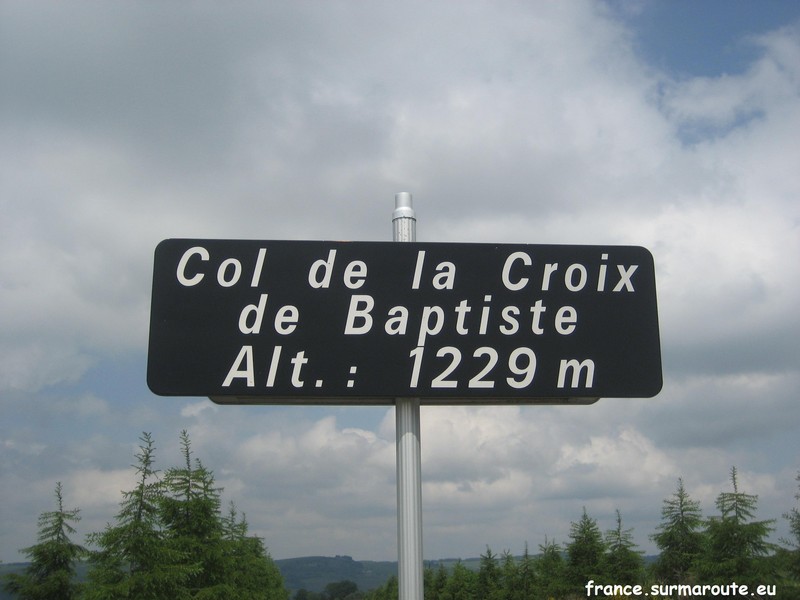 Col de la Croix
de Baptiste
Alt. : 1229 m
france.surmaroute.eu